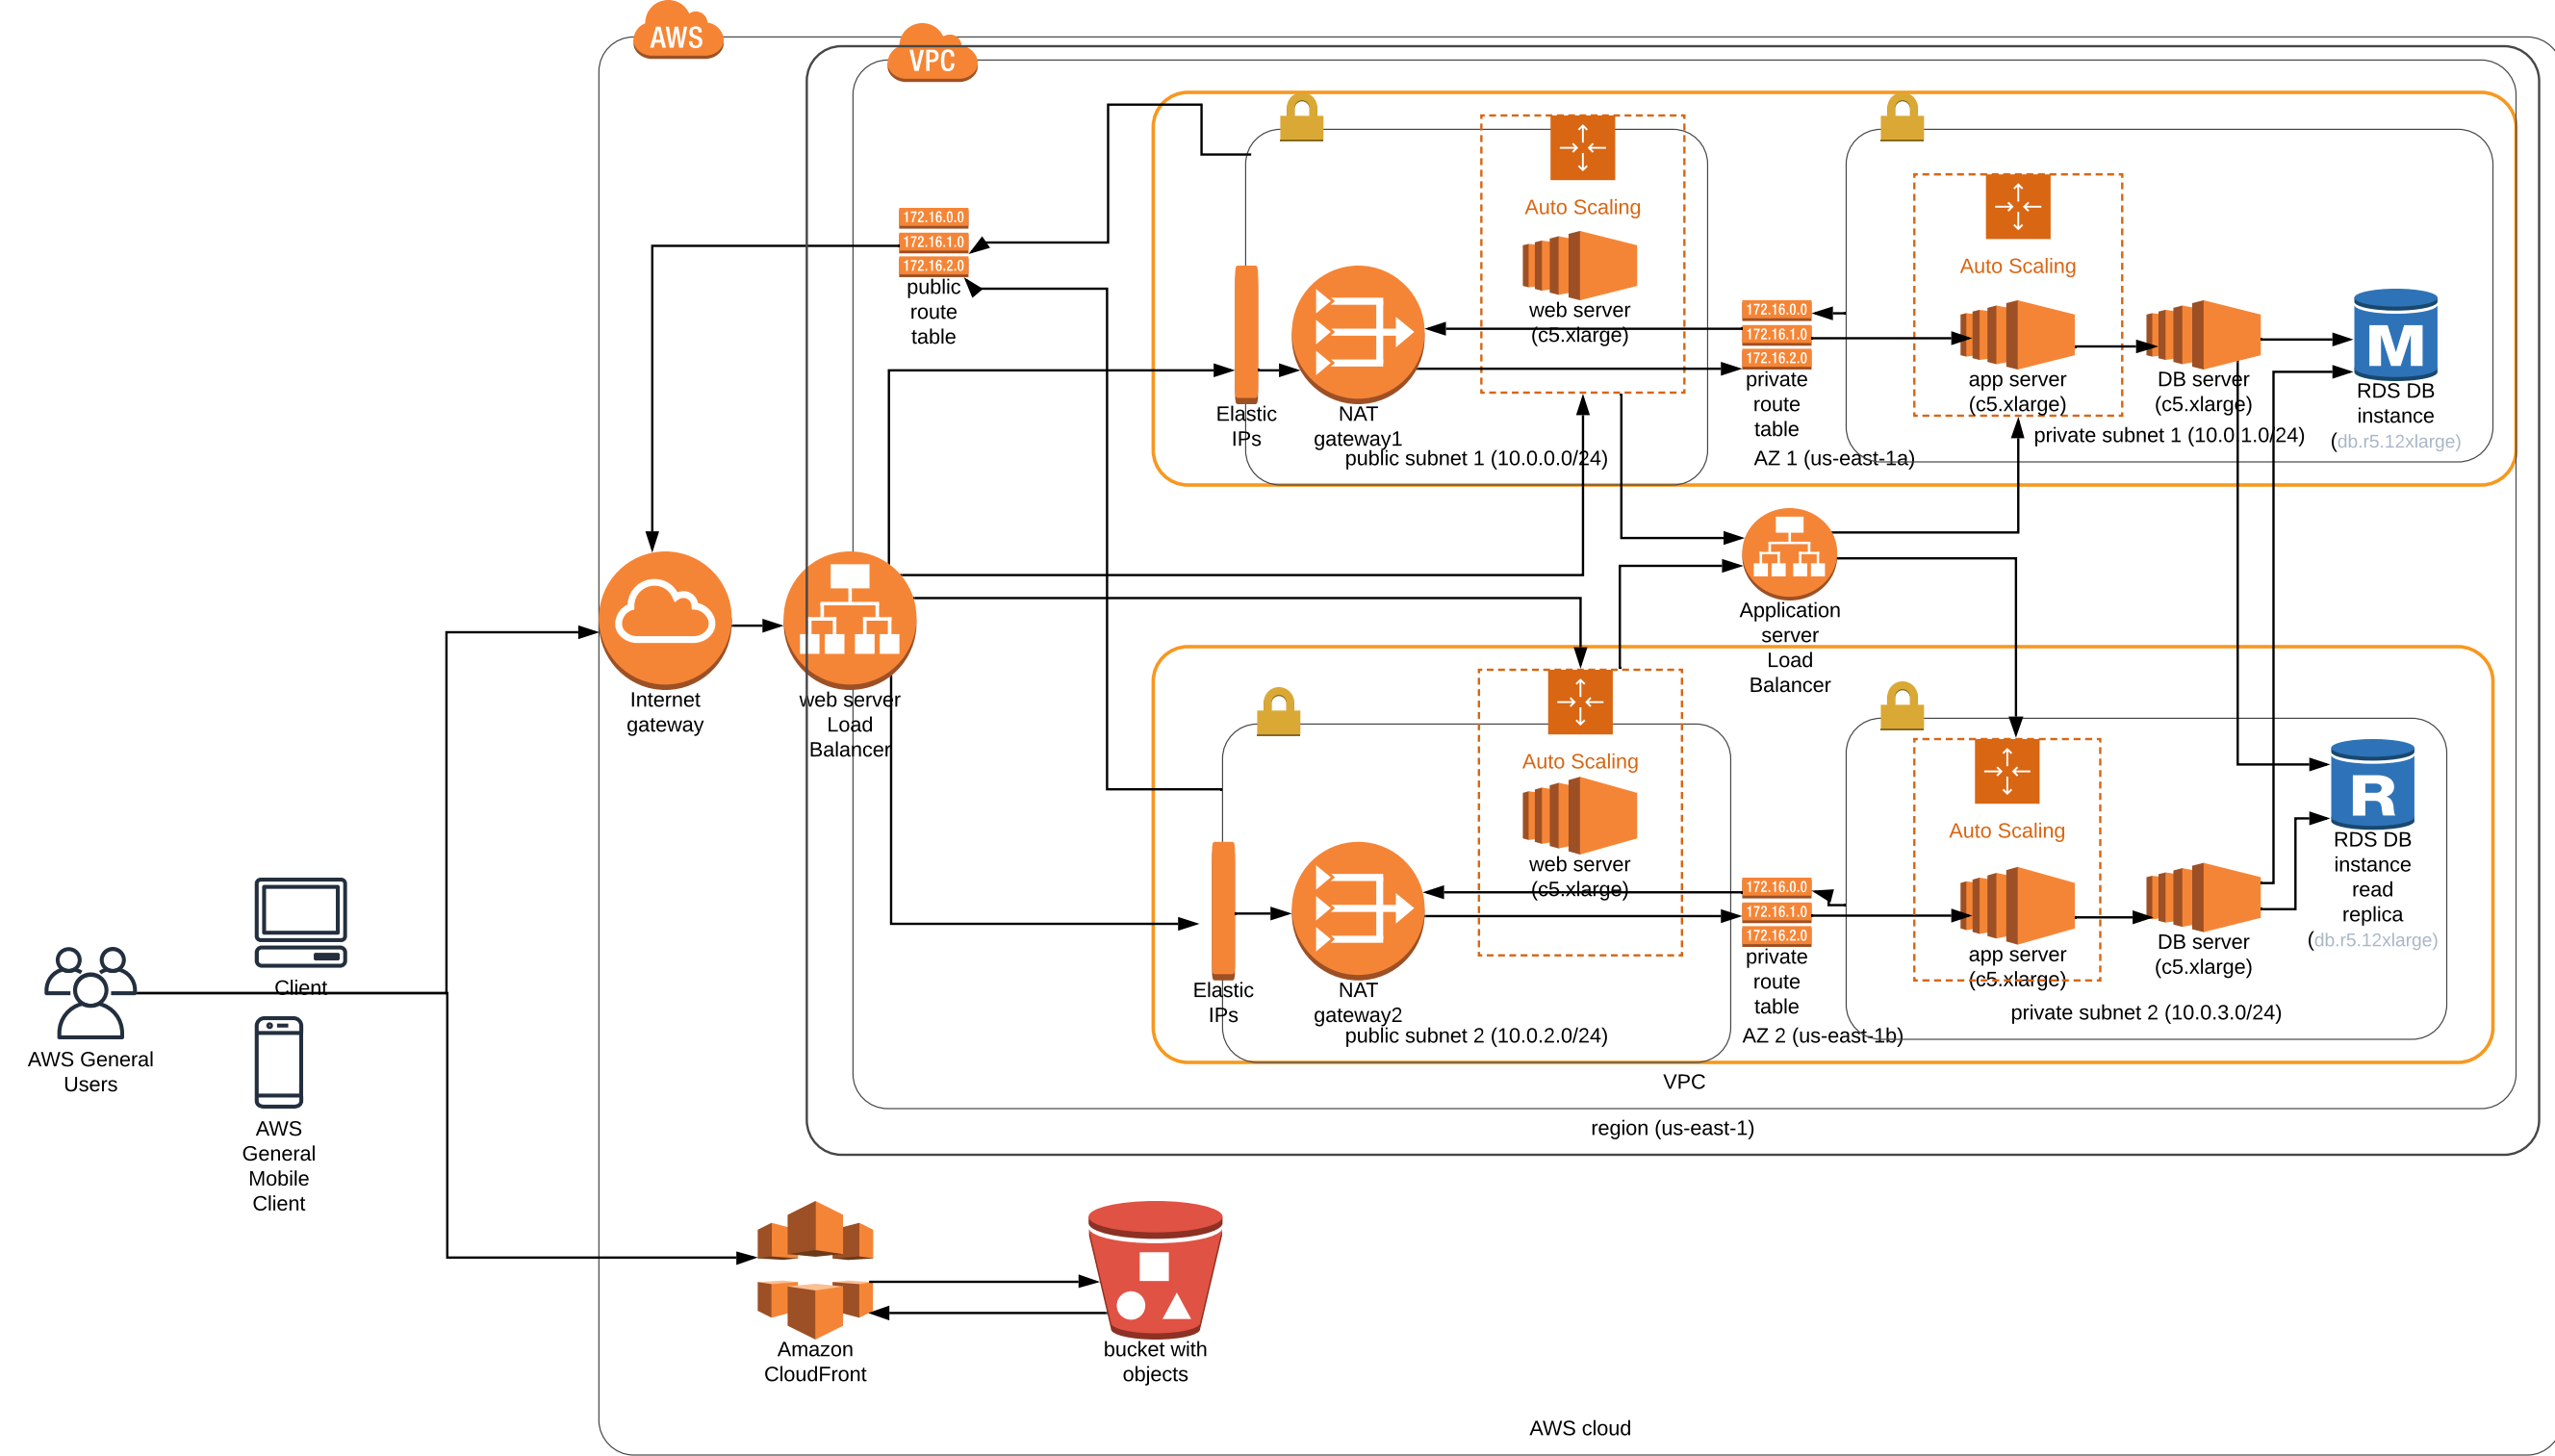 AWS
VPC
172.16.0.0
172.16.1.0
172.16.2.0
public
route
table
Auto Scaling
web server
(c5.xlarge)
Elastic
IPs
NAT
gateway1
public subnet 1 (10.0.0.0/24)
172.16.0.0
172.16.1.0
172.16.2.0
private
route
table
AZ 1 (us-east-1a)
Auto Scaling
app server
(c5.xlarge)
DB server
(c5.xlarge)
private subnet 1 (10.0.1.0/24)
M
RDS DB
instance
(db.r5.12xlarge)
Internet
gateway
web server
Load
Balancer
Application
server
Load
Balancer
Auto Scaling
web server
(c5.xlarge)
Elastic
IPs
NAT
gateway2
public subnet 2 (10.0.2.0/24)
172.16.0.0
172.16.1.0
172.16.2.0
private
route
table
AZ 2 (us-east-1b)
Auto Scaling
app server
(c5.xlarge)
DB server
(c5.xlarge)
private subnet 2 (10.0.3.0/24)
R
RDS DB
instance
read
replica
(db.r5.12xlarge)
VPC
region (us-east-1)
Client
AWS General
Users
AWS
General
Mobile
Client
Amazon
CloudFront
bucket with
objects
AWS cloud